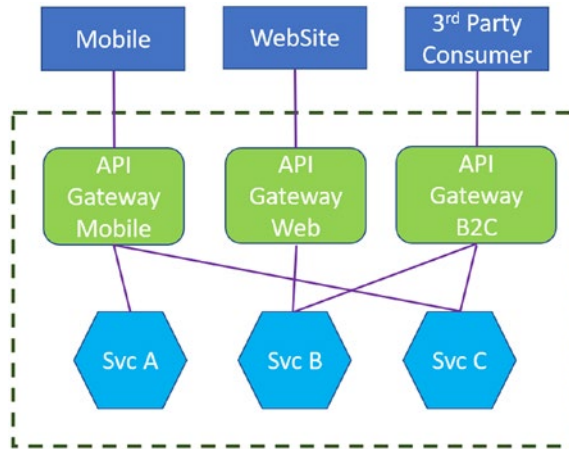 Mobile
WebSite
3rd Party
Consumer
API
Gateway
Mobile
API
Gateway
Web
API
Gateway
B2C
Svc A
Svc B
Svc C